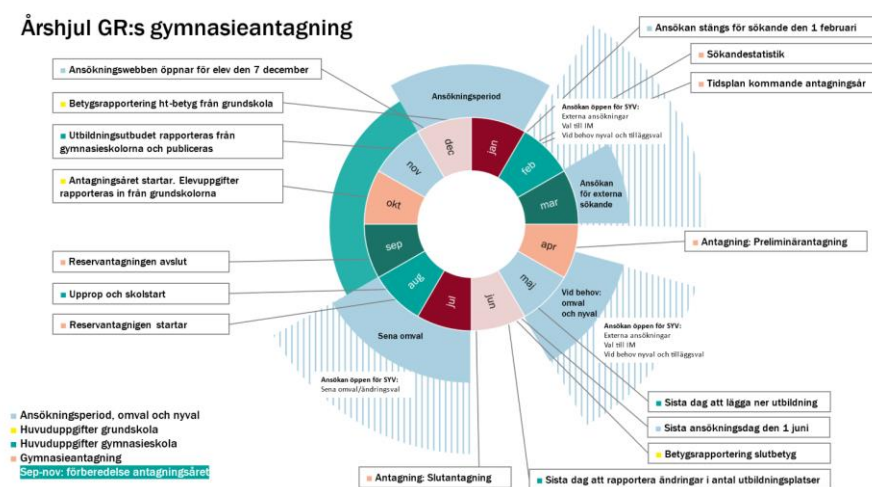 Årshjul GR:s gymnasieantagning
Ansökningswebben öppnar för elev den 7 december
Betygsrapportering ht-betyg från grundskola
Utbildningsutbudet rapporteras från
gymnasieskolorna och publiceras
Antagningsåret startar. Elevuppgifter
rapporteras in från grundskolorna
Reservantagningen avslut
Upprop och skolstart
Reservantagnigen startar
Ansökningsperiod
Ansökan stängs för sökande den 1 februari
Sökandestatistik
Tidsplan kommande antagningsår
Ansökan öppen för SYV:
Externa ansökningar
Val till IM
Vid behov nyval och tilläggsval
Ansökan
för externa
sökande
jan
feb
mar
apr
maj
jun
jul
aug
sep
okt
nov
dec
Antagning: Preliminärantagning
Vid behov:
omval
och nyval
Ansökan öppen för SYV:
Externa ansökningar
Val till IM
Vid behov nyval och tilläggsval
Sena omval
Ansökan öppen för SYV:
Sena omval/ändringsval
Sista dag att lägga ner utbildning
Sista ansökningsdag den 1 juni
Betygsrapportering slutbetyg
Sista dag att rapportera ändringar i antal utbildningsplatser
Antagning: Slutantagning
Ansökningsperiod, omval och nyval
Huvuduppgifter grundskola
Huvuduppgifter gymnasieskola
Gymnasieantagning
Sep-nov: förberedelse antagningsåret